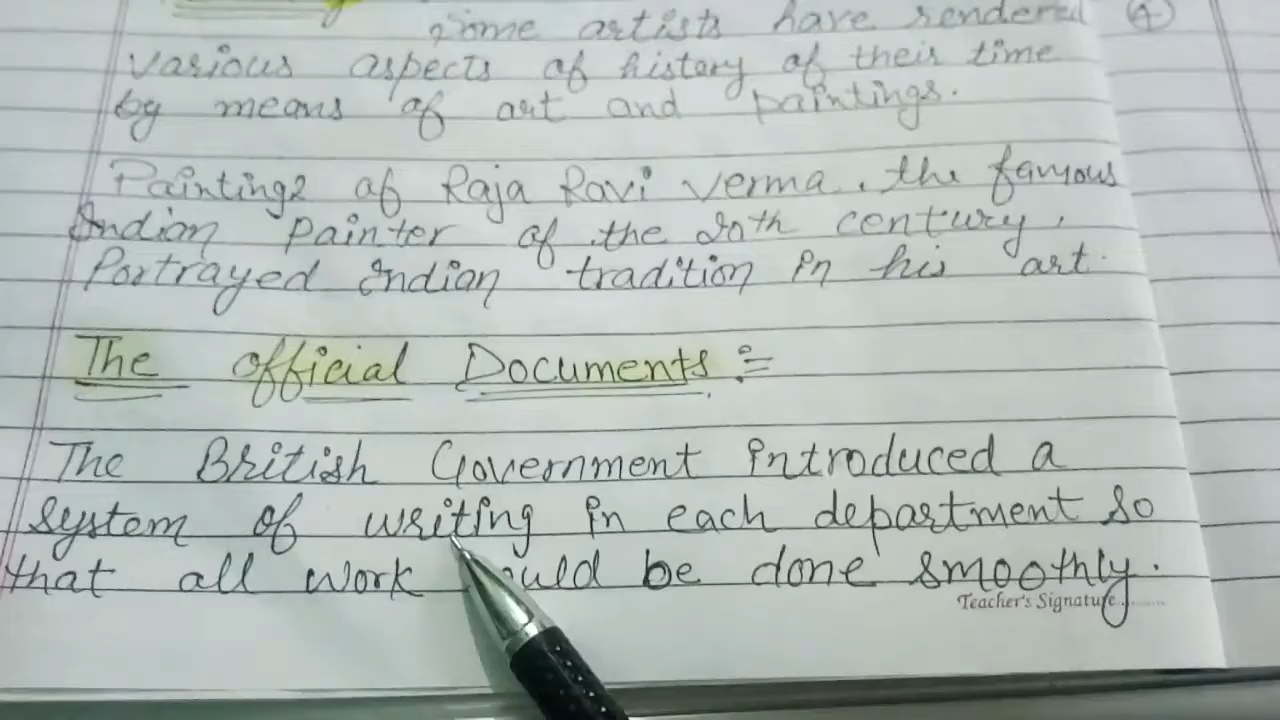 Some artists have rendered 4
various aspects of history of their time
by means of art and paintings.
Paintings of Raja Ravi Verma, the famous
Indian Painter of the 20th century,
Portrayed Indian tradition in his art.
The Official Documents :=
The British Government introduced a
system of writing in each department so
that all work be done smoothly.
Teacher's Signature..........